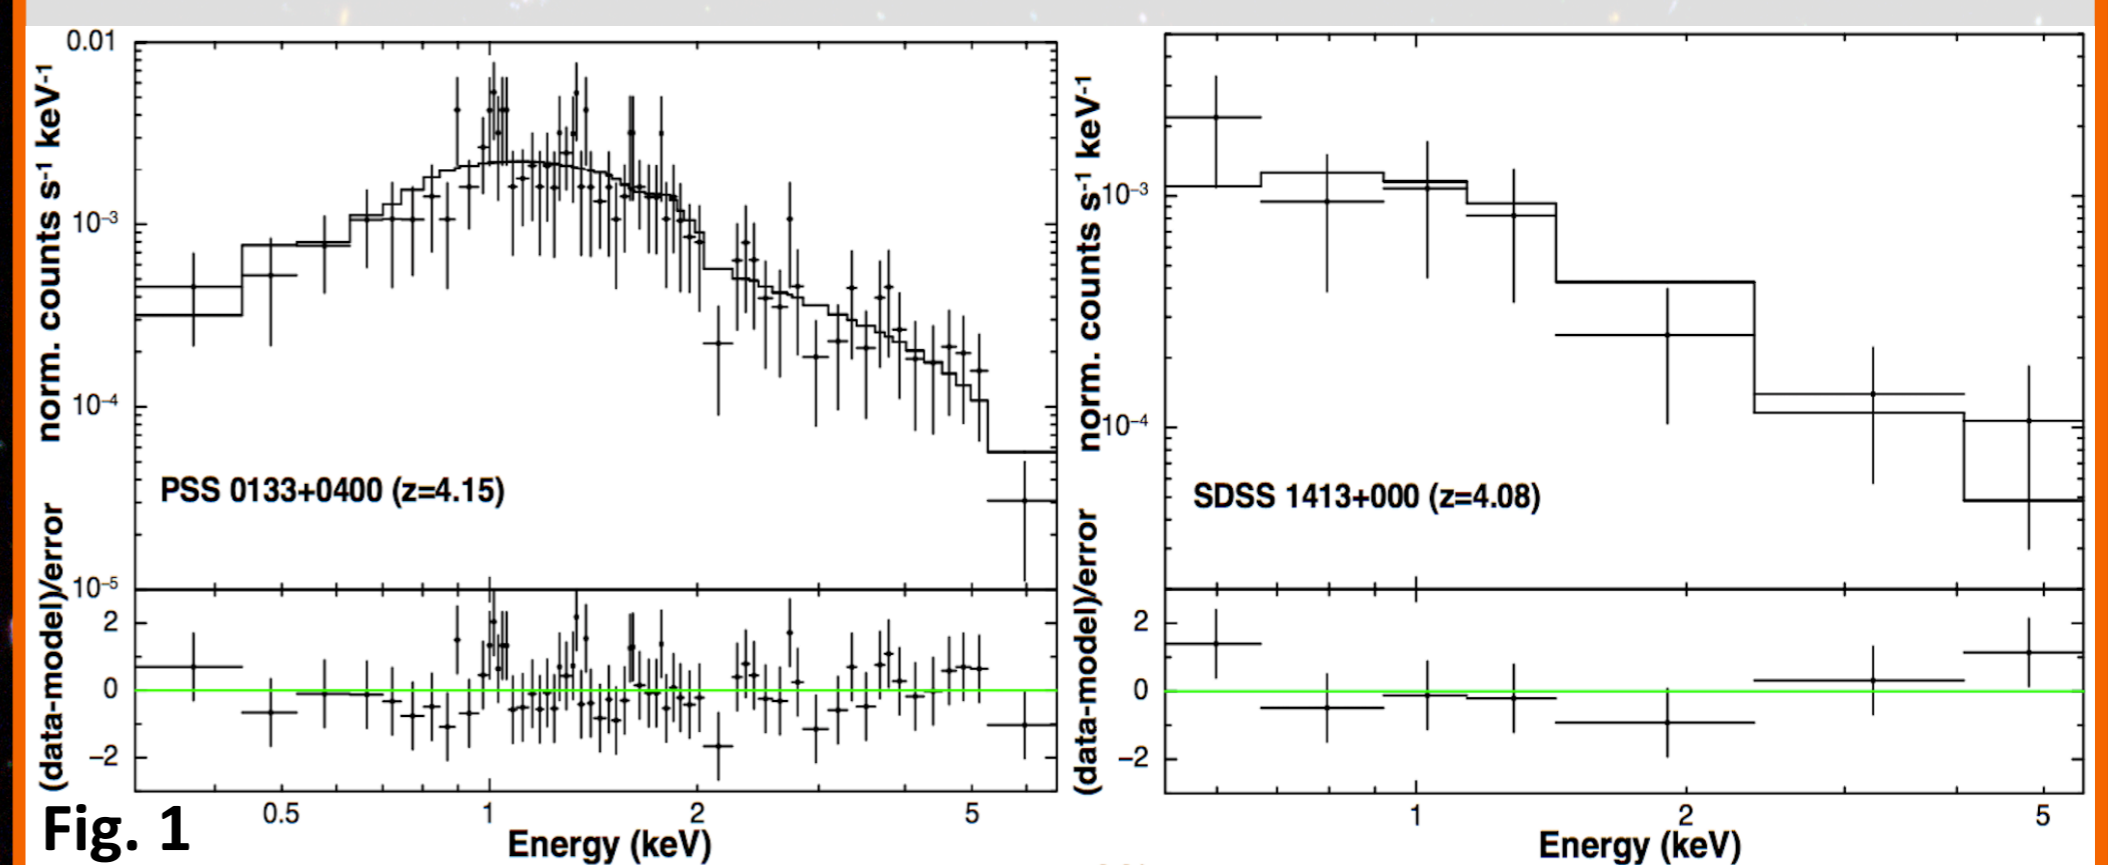 0.01
10⁻³
10⁻⁴
10⁻⁵
norm. counts s⁻¹ keV⁻¹
PSS 0133+0400 (z=4.15)
2
0
−2
(data-model)/error
0.5 1 2 5
Energy (keV)
10⁻³
10⁻⁴
norm. counts s⁻¹ keV⁻¹
SDSS 1413+000 (z=4.08)
2
0
−2
(data-model)/error
1 2 5
Energy (keV)
Fig. 1